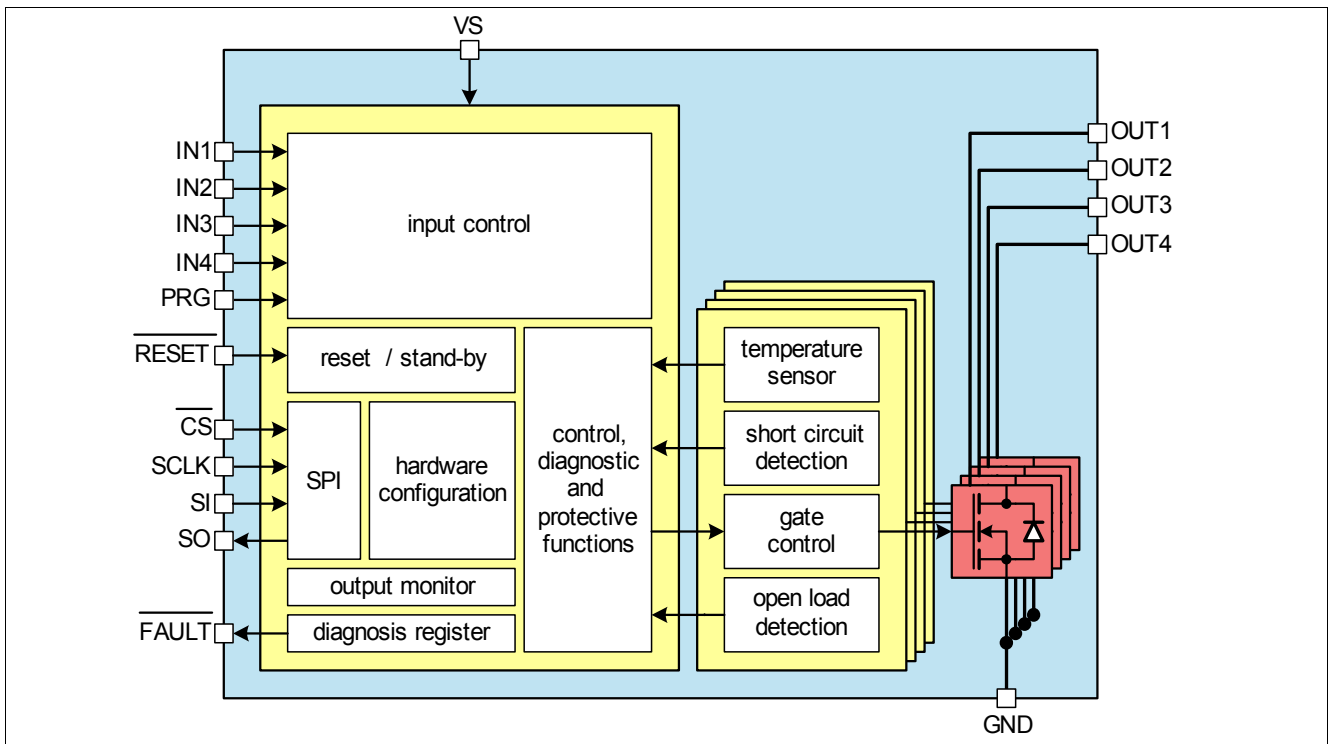 VS
IN1
IN2
IN3
IN4
PRG
RESET
CS
SCLK
SI
SO
FAULT
input control
reset / stand-by
SPI
hardware
configuration
control,
diagnostic
and
protective
functions
output monitor
diagnosis register
temperature
sensor
short circuit
detection
gate
control
open load
detection
OUT1
OUT2
OUT3
OUT4
GND